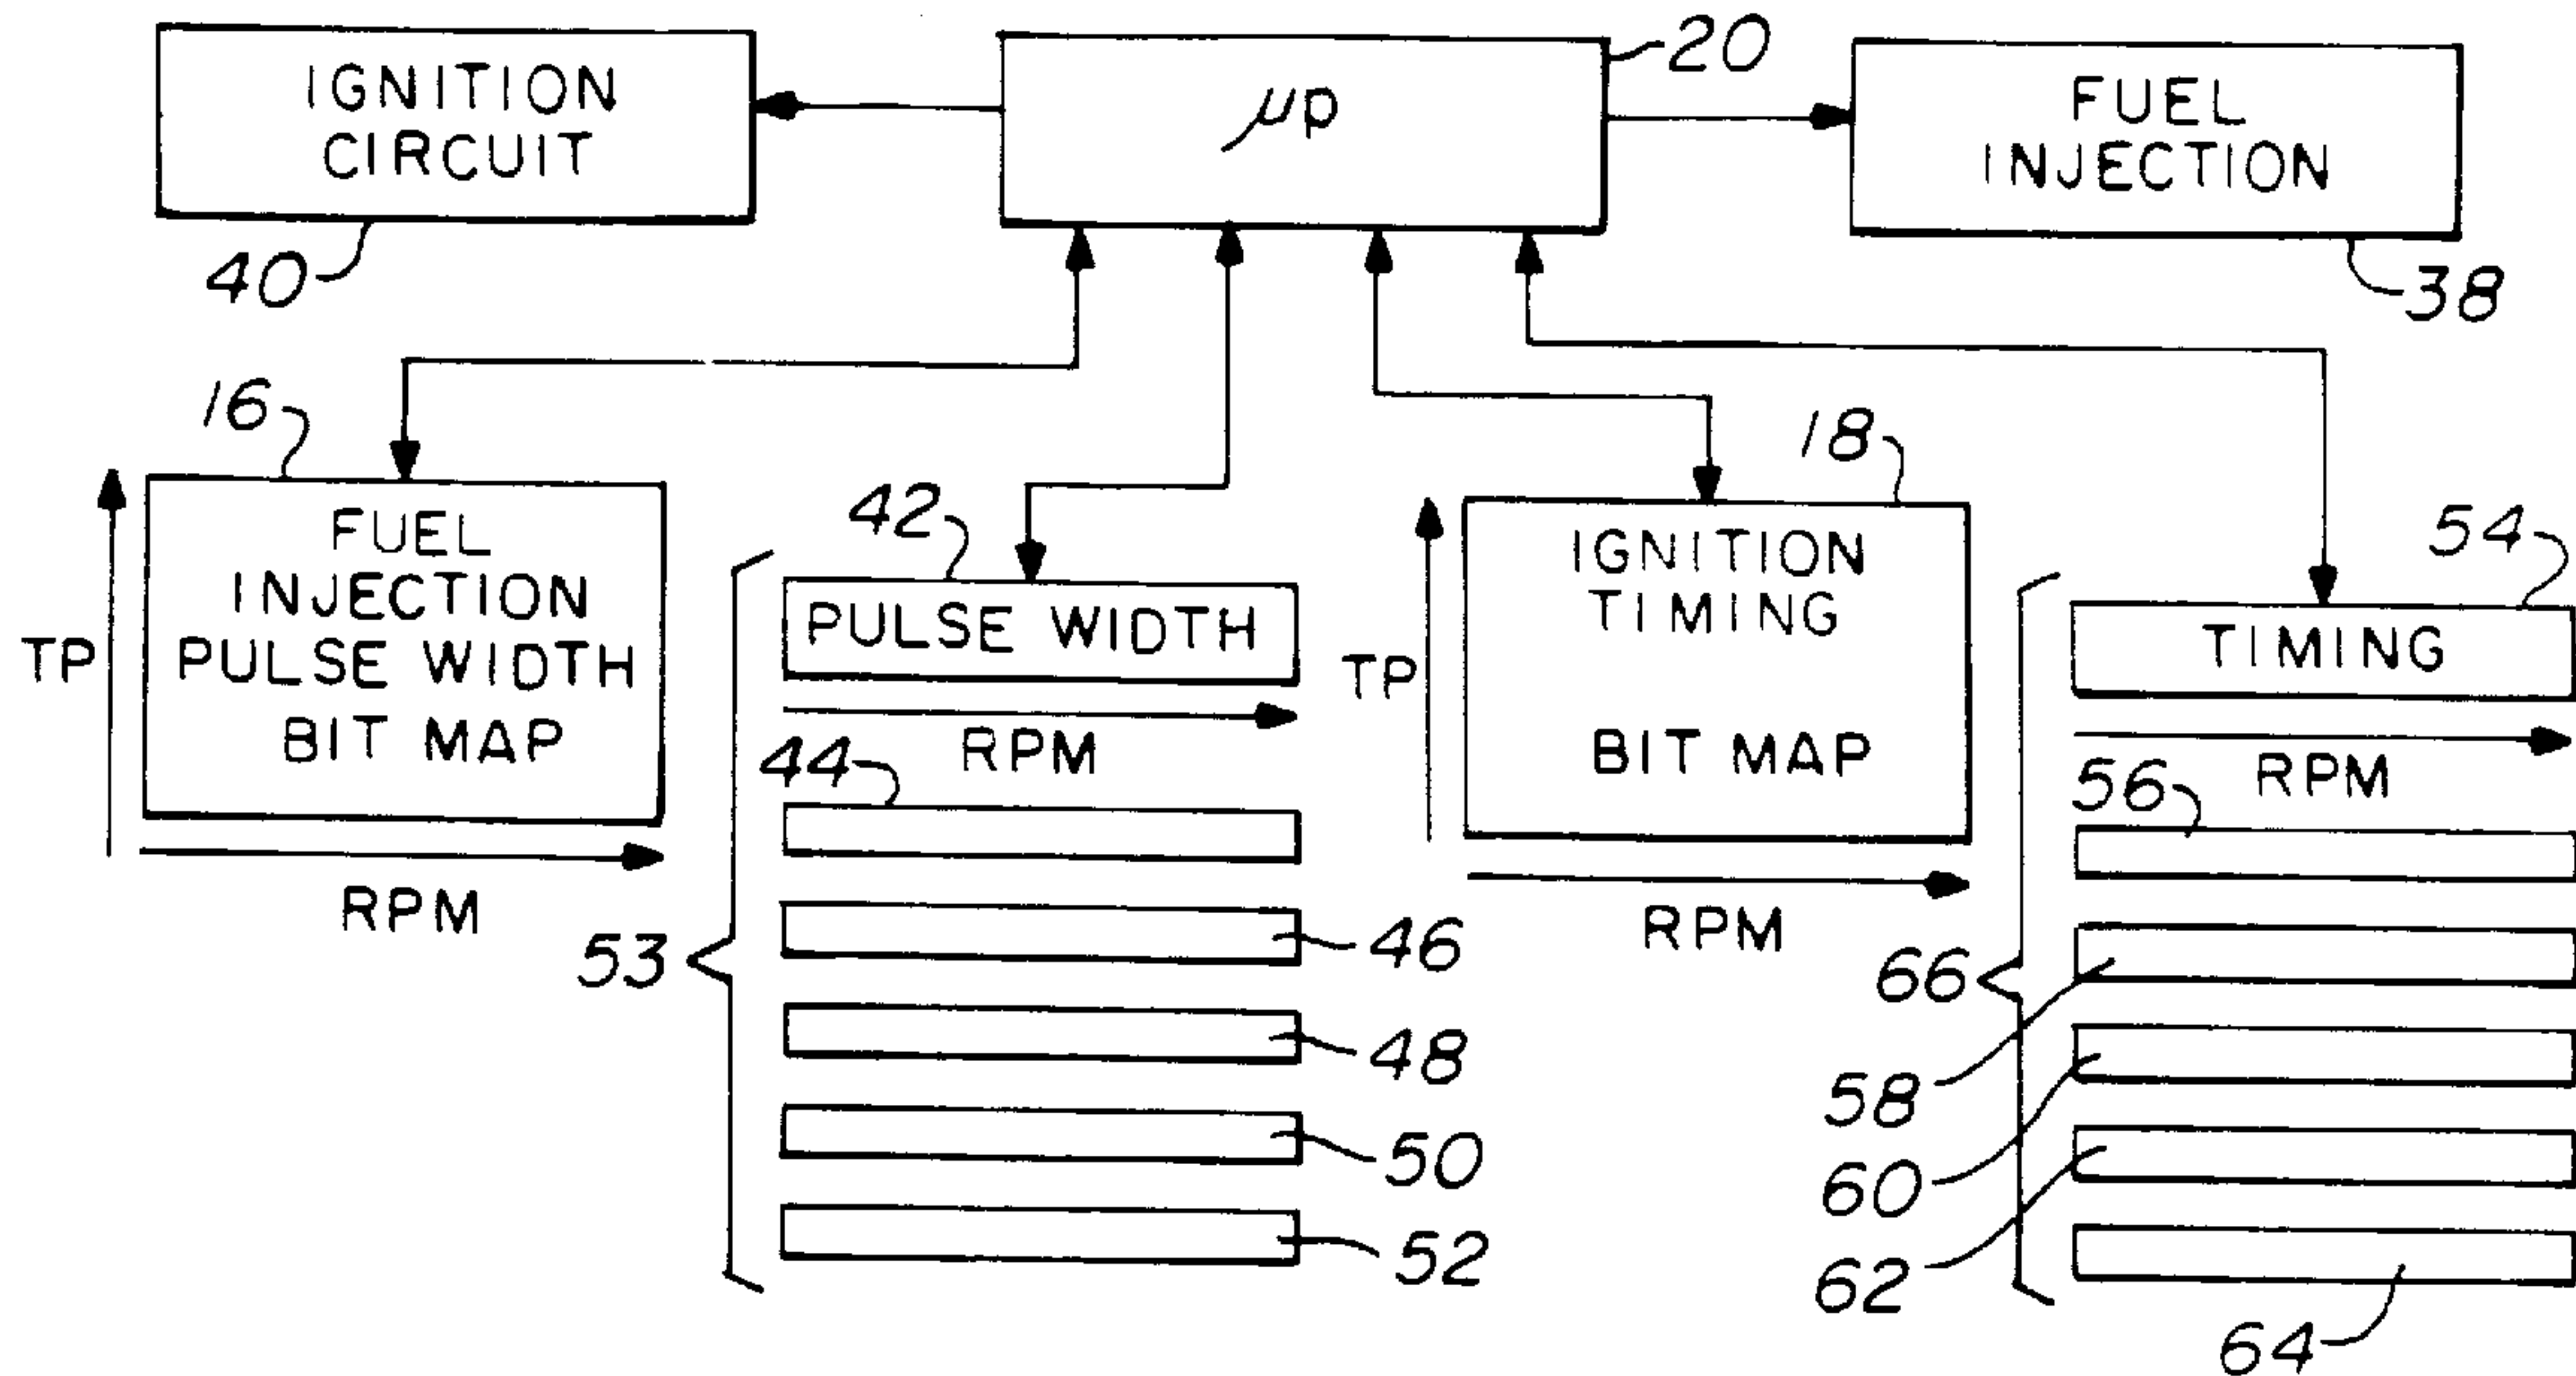 IGNITION
CIRCUIT
40
μp
20
FUEL
INJECTION
38
16
FUEL
INJECTION
PULSE WIDTH
BIT MAP
TP
RPM
42
PULSE WIDTH
RPM
44
46
48
50
52
53
18
IGNITION
TIMING
BIT MAP
TP
RPM
54
TIMING
RPM
56
58
60
62
64
66